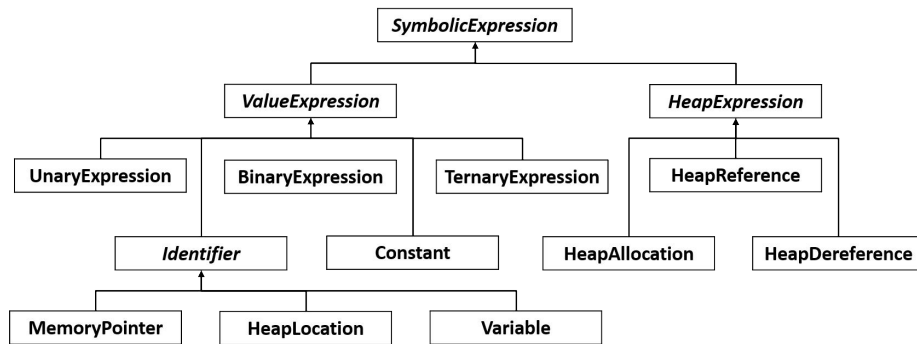 SymbolicExpression
ValueExpression
HeapExpression
UnaryExpression
BinaryExpression
TernaryExpression
HeapReference
Identifier
Constant
HeapAllocation
HeapDereference
MemoryPointer
HeapLocation
Variable